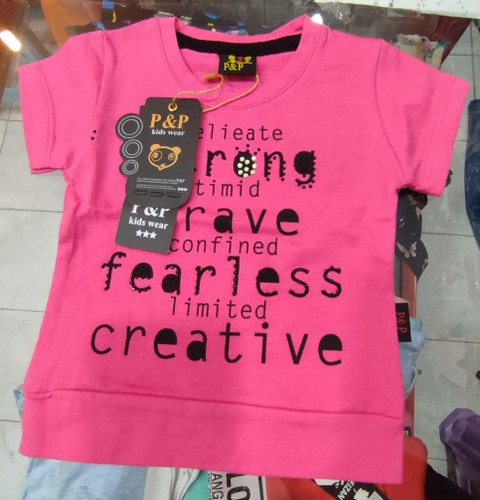 P&P
P&P
kids wear
P&P
kids wear
elieate
rong
timid
rave
confined
fearless
limited
creative
P&P